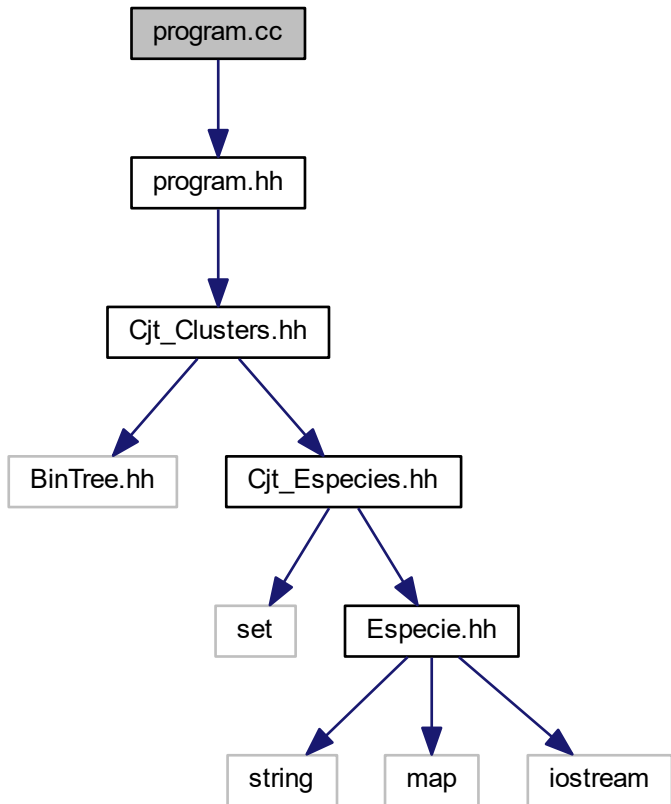 program.cc
program.hh
Cjt_Clusters.hh
BinTree.hh
Cjt_Especies.hh
set
Especie.hh
string
map
iostream